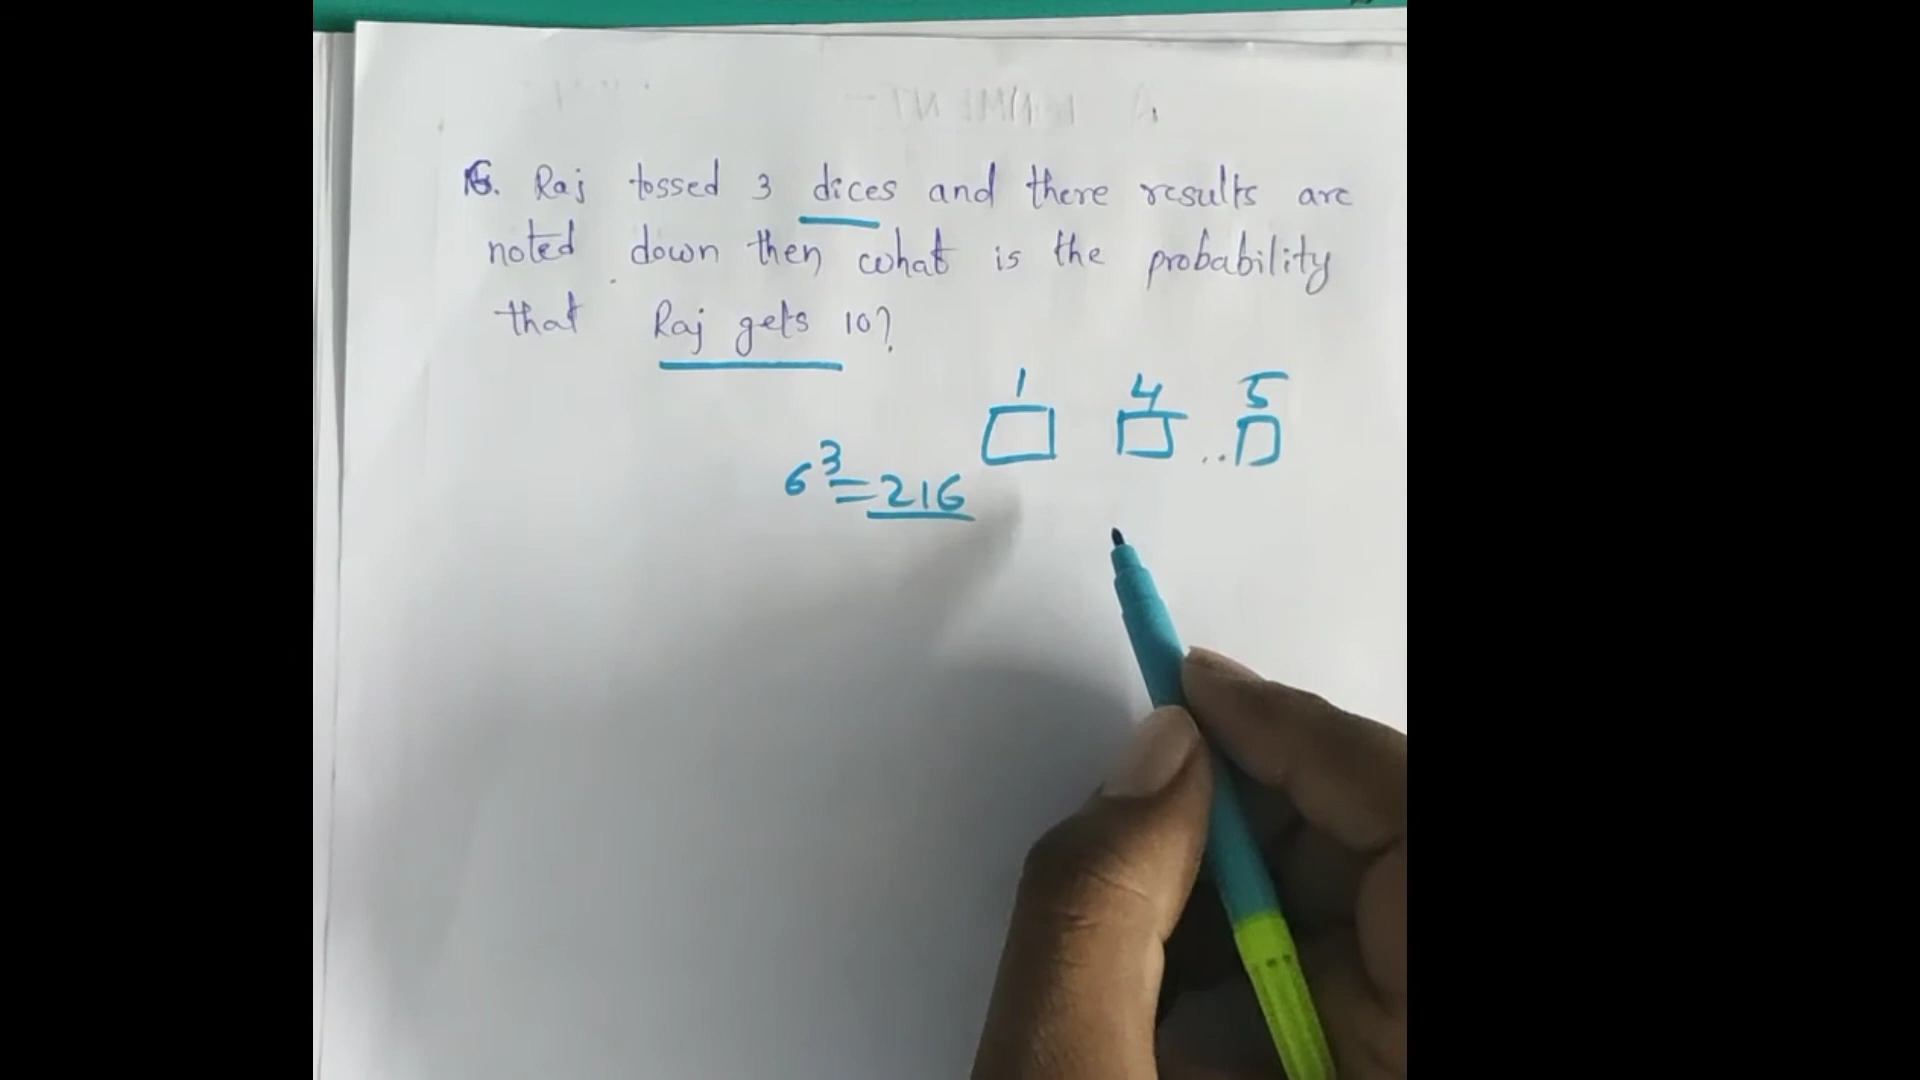 6. Raj tossed 3 dices and there results are
noted down then what is the probability
that Raj gets 10?
1 4 5
6³=216